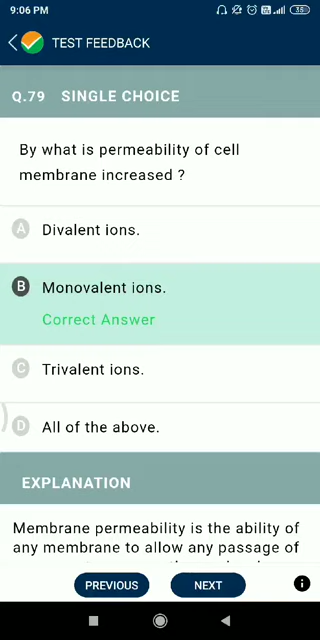 9:06 PM
38
TEST FEEDBACK
Q.79 SINGLE CHOICE
By what is permeability of cell
membrane increased ?
A Divalent ions.
B Monovalent ions.
Correct Answer
C Trivalent ions.
D All of the above.
EXPLANATION
Membrane permeability is the ability of
any membrane to allow any passage of
PREVIOUS NEXT